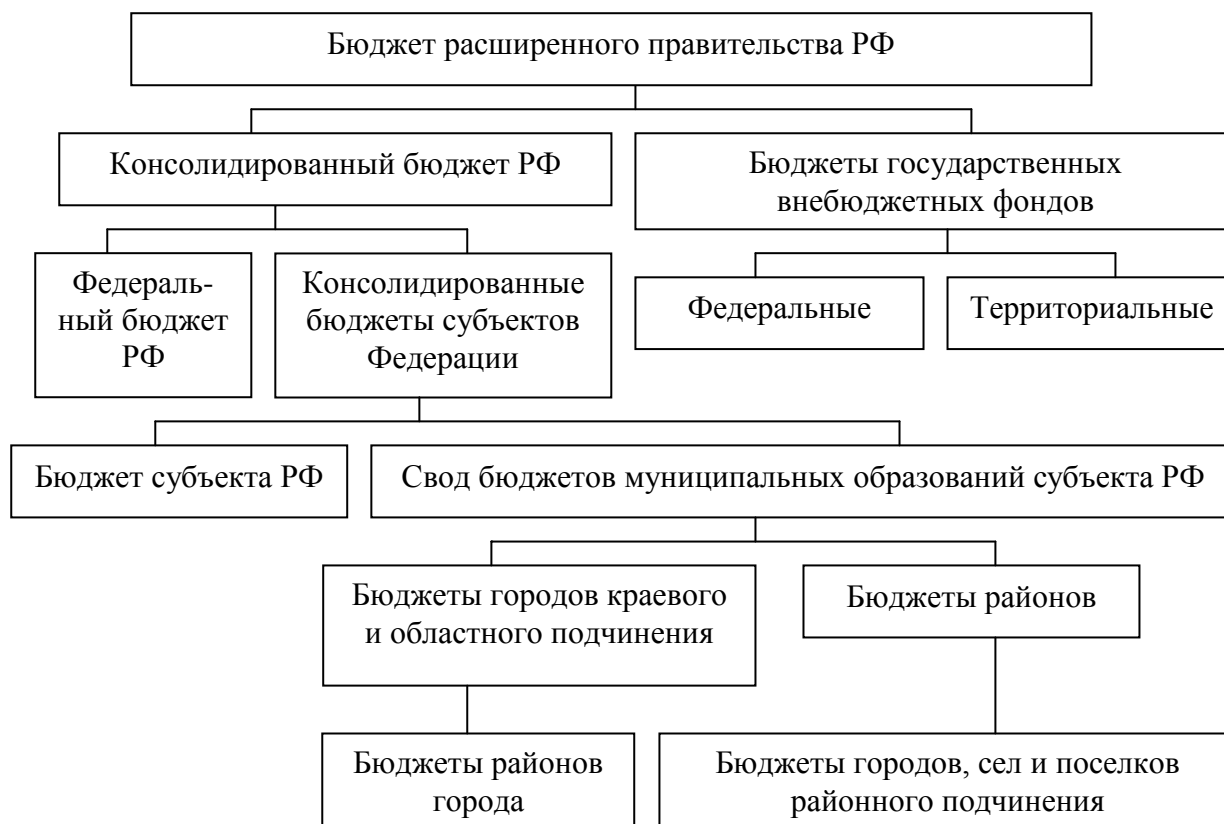 Бюджет расширенного правительства РФ
Консолидированный бюджет РФ
Бюджеты государственных
внебюджетных фондов
Федераль-
ный бюджет
РФ
Консолидированные
бюджеты субъектов
Федерации
Федеральные
Территориальные
Бюджет субъекта РФ
Свод бюджетов муниципальных образований субъекта РФ
Бюджеты городов краевого
и областного подчинения
Бюджеты районов
Бюджеты районов
города
Бюджеты городов, сел и поселков
районного подчинения